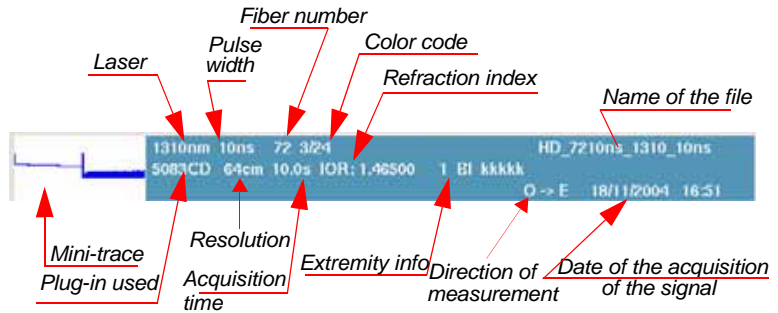 Fiber number
Pulse width
Color code
Laser
Refraction index
Name of the file
1310nm 10ns 72 3/24 HD_7210ns_1310_10ns
5083CD 64cm 10.0s IOR: 1.46500 1 BI kkkkk
O -> E 18/11/2004 16:51
Mini-trace
Resolution
Plug-in used
Acquisition time
Extremity info
Direction of measurement
Date of the acquisition of the signal